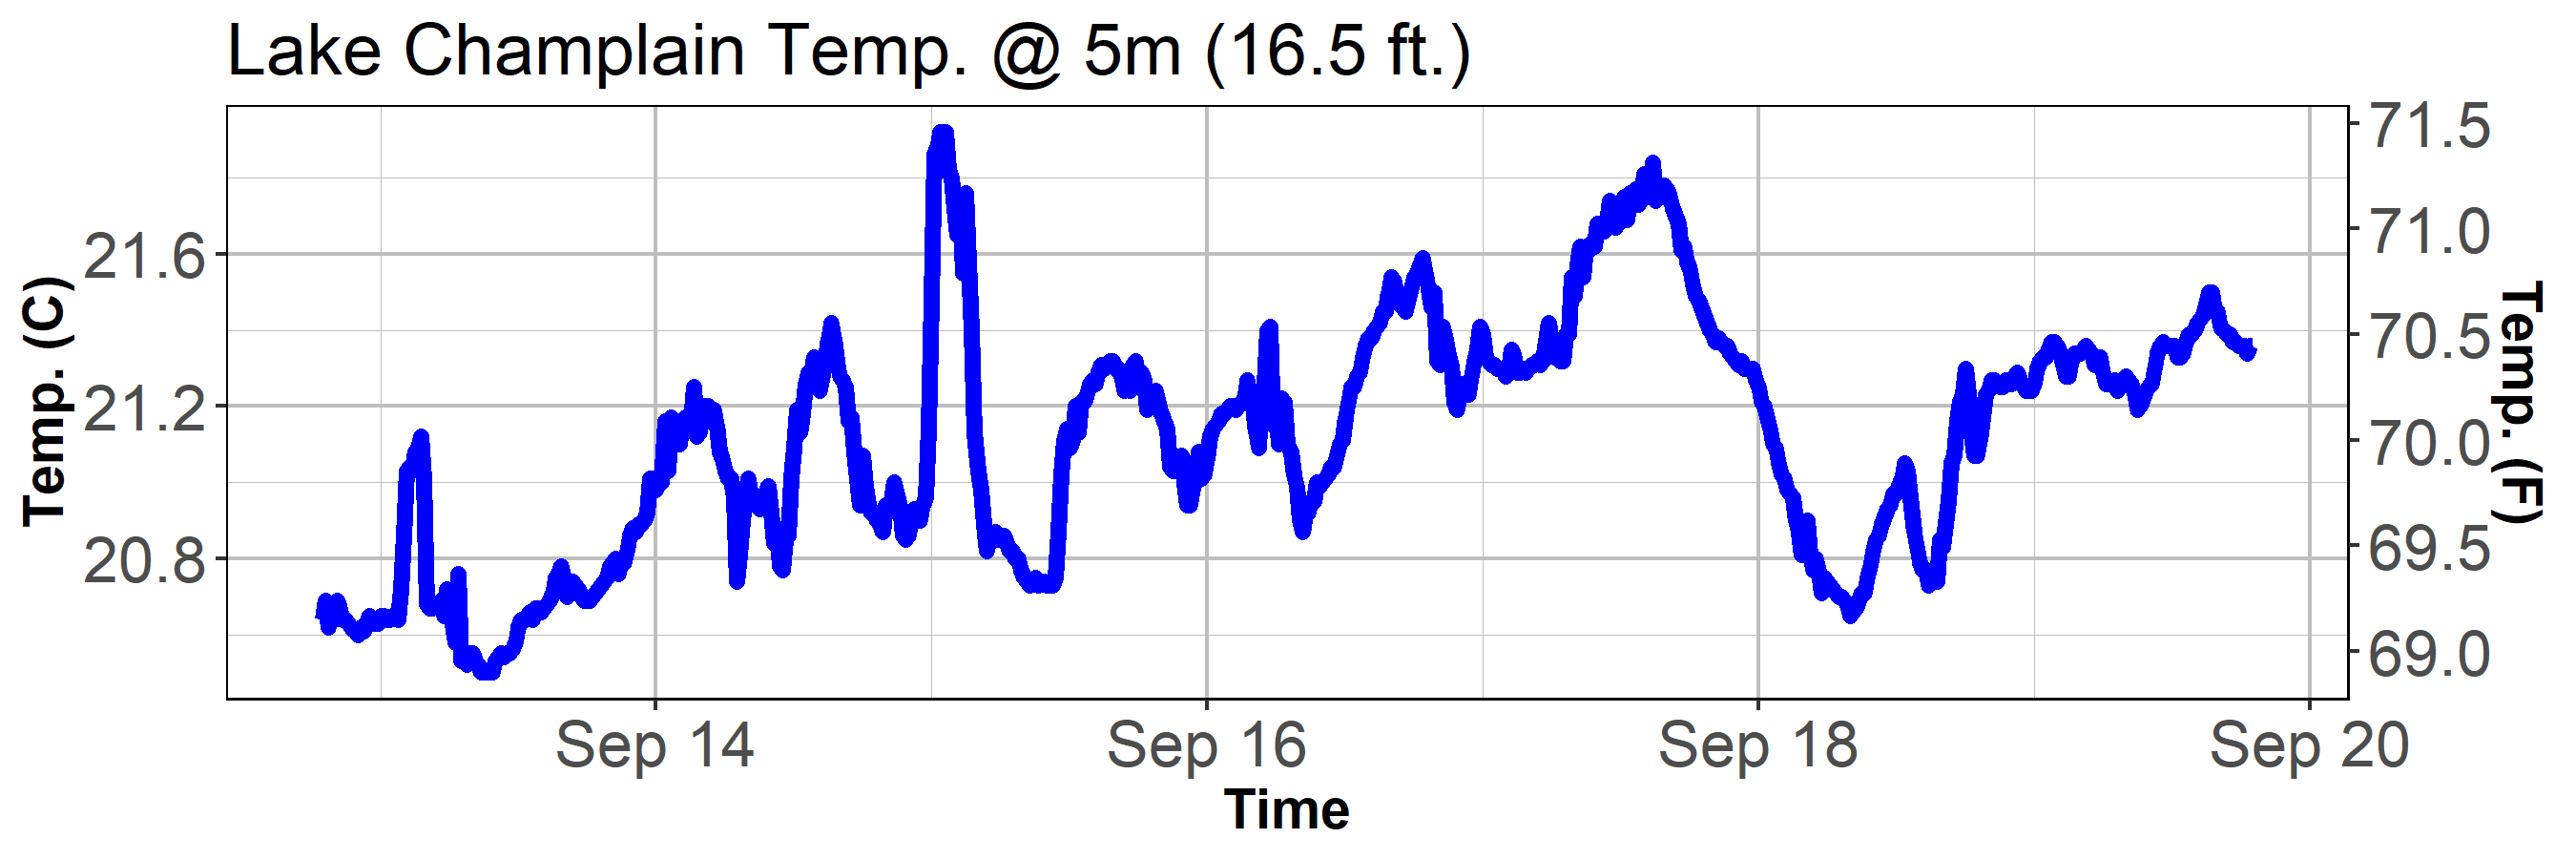 Lake Champlain Temp. @ 5m (16.5 ft.)
Temp. (C)
21.6
21.2
20.8
71.5
71.0
70.5
70.0
69.5
69.0
Temp. (F)
Sep 14 Sep 16 Sep 18 Sep 20
Time